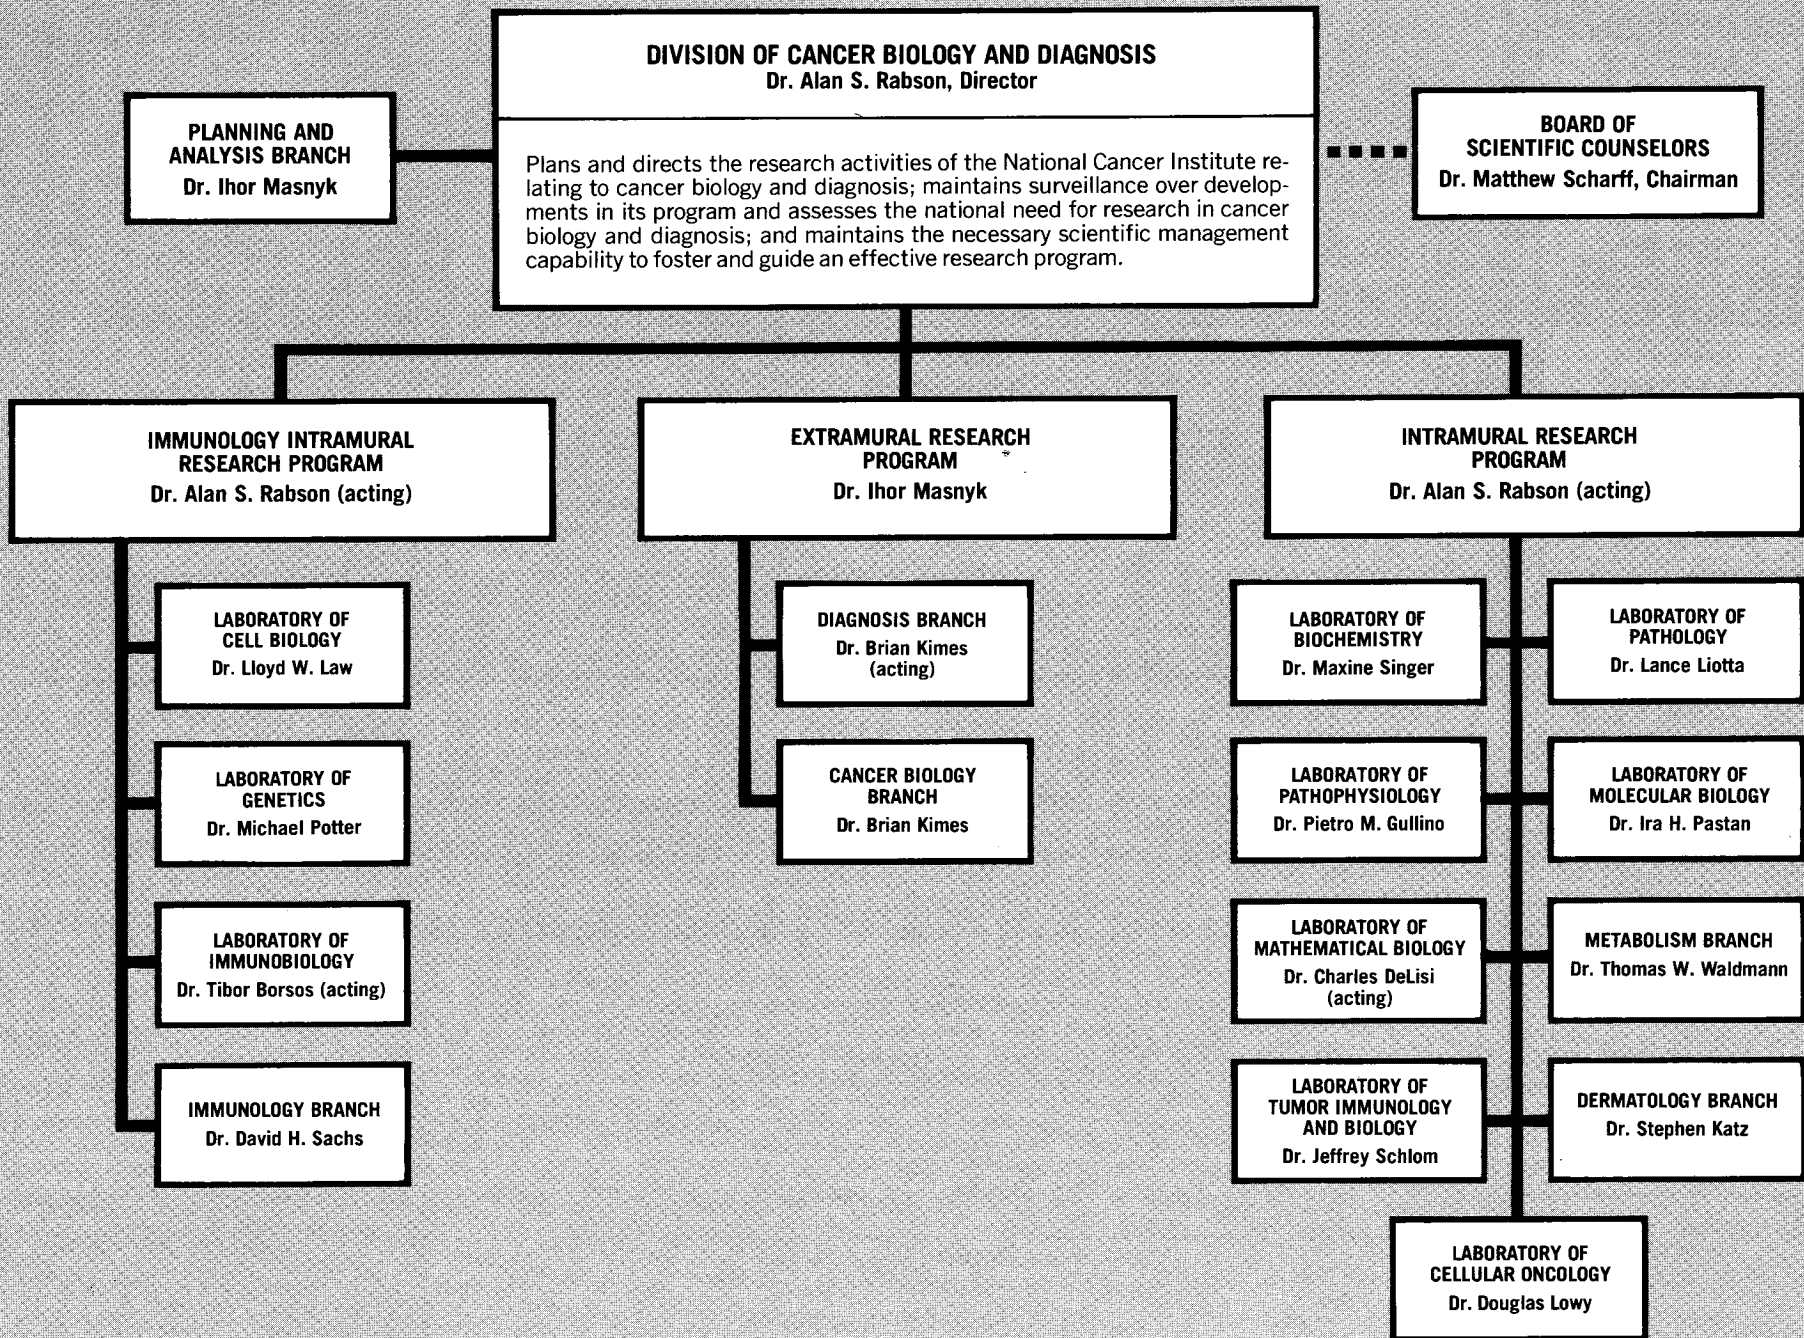 DIVISION OF CANCER BIOLOGY AND DIAGNOSIS
Dr. Alan S. Rabson, Director
Plans and directs the research activities of the National Cancer Institute re-
lating to cancer biology and diagnosis; maintains surveillance over develop-
ments in its program and assesses the national need for research in cancer
biology and diagnosis; and maintains the necessary scientific management
capability to foster and guide an effective research program.
PLANNING AND
ANALYSIS BRANCH
Dr. Ihor Masnyk
BOARD OF
SCIENTIFIC COUNSELORS
Dr. Matthew Scharff, Chairman
IMMUNOLOGY INTRAMURAL
RESEARCH PROGRAM
Dr. Alan S. Rabson (acting)
LABORATORY OF
CELL BIOLOGY
Dr. Lloyd W. Law
LABORATORY OF
GENETICS
Dr. Michael Potter
LABORATORY OF
IMMUNOBIOLOGY
Dr. Tibor Borsos (acting)
IMMUNOLOGY BRANCH
Dr. David H. Sachs
EXTRAMURAL RESEARCH
PROGRAM
Dr. Ihor Masnyk
DIAGNOSIS BRANCH
Dr. Brian Kimes
(acting)
CANCER BIOLOGY
BRANCH
Dr. Brian Kimes
INTRAMURAL RESEARCH
PROGRAM
Dr. Alan S. Rabson (acting)
LABORATORY OF
BIOCHEMISTRY
Dr. Maxine Singer
LABORATORY OF
PATHOLOGY
Dr. Lance Liotta
LABORATORY OF
PATHOPHYSIOLOGY
Dr. Pietro M. Gullino
LABORATORY OF
MOLECULAR BIOLOGY
Dr. Ira H. Pastan
LABORATORY OF
MATHEMATICAL BIOLOGY
Dr. Charles DeLisi
(acting)
METABOLISM BRANCH
Dr. Thomas W. Waldmann
LABORATORY OF
TUMOR IMMUNOLOGY
AND BIOLOGY
Dr. Jeffrey Schlom
DERMATOLOGY BRANCH
Dr. Stephen Katz
LABORATORY OF
CELLULAR ONCOLOGY
Dr. Douglas Lowy